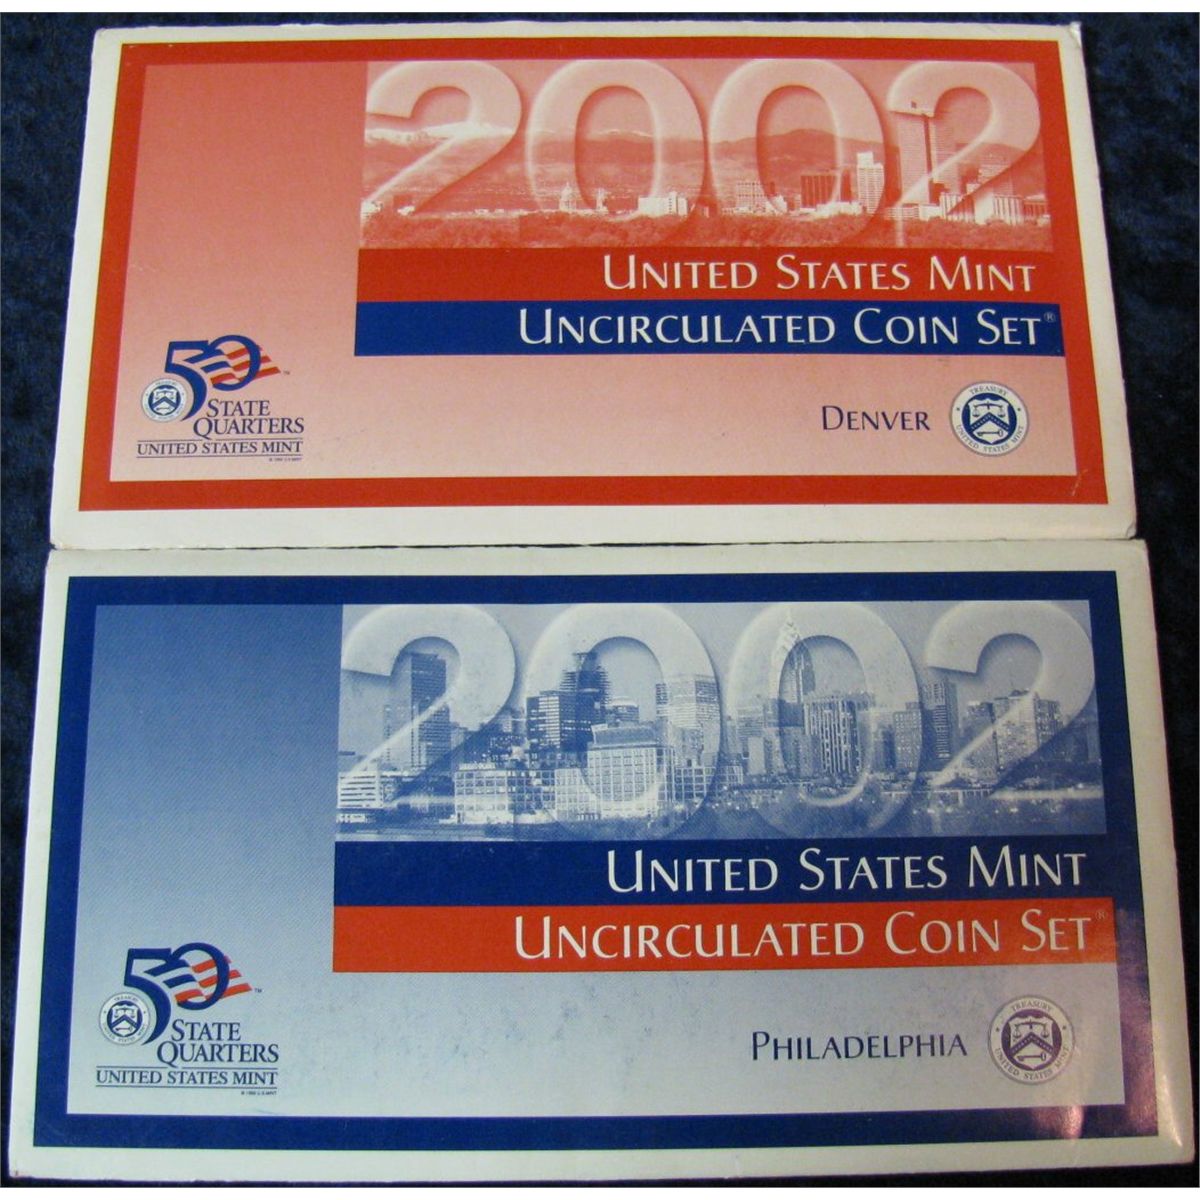 2002
UNITED STATES MINT
UNCIRCULATED COIN SET®
50
STATE
QUARTERS
UNITED STATES MINT
DENVER
TREASURY
UNITED STATES MINT
2002
UNITED STATES MINT
UNCIRCULATED COIN SET®
50™
STATE
QUARTERS
UNITED STATES MINT
PHILADELPHIA
TREASURY
UNITED STATES MINT